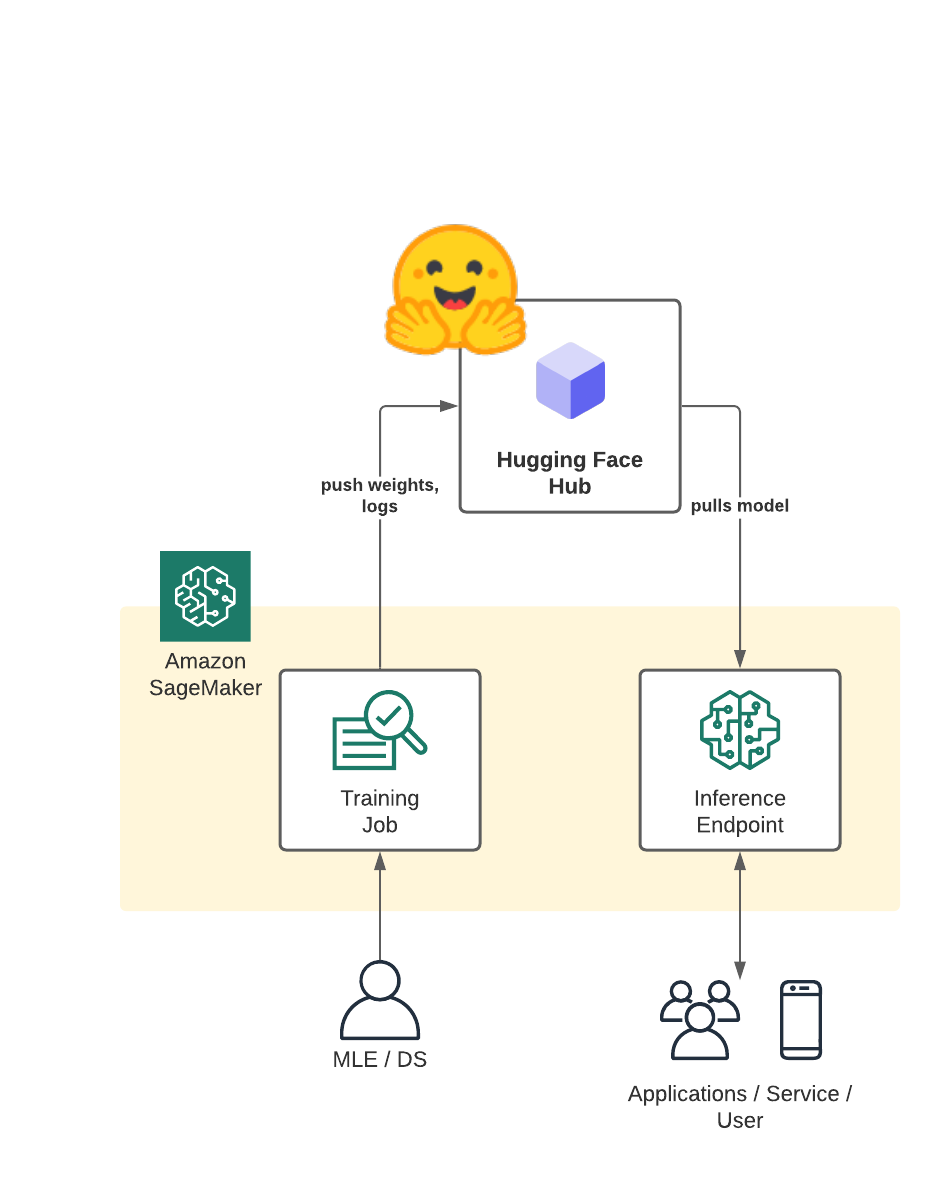 Hugging Face
Hub
push weights,
logs
pulls model
Amazon
SageMaker
Training
Job
Inference
Endpoint
MLE / DS
Applications / Service /
User